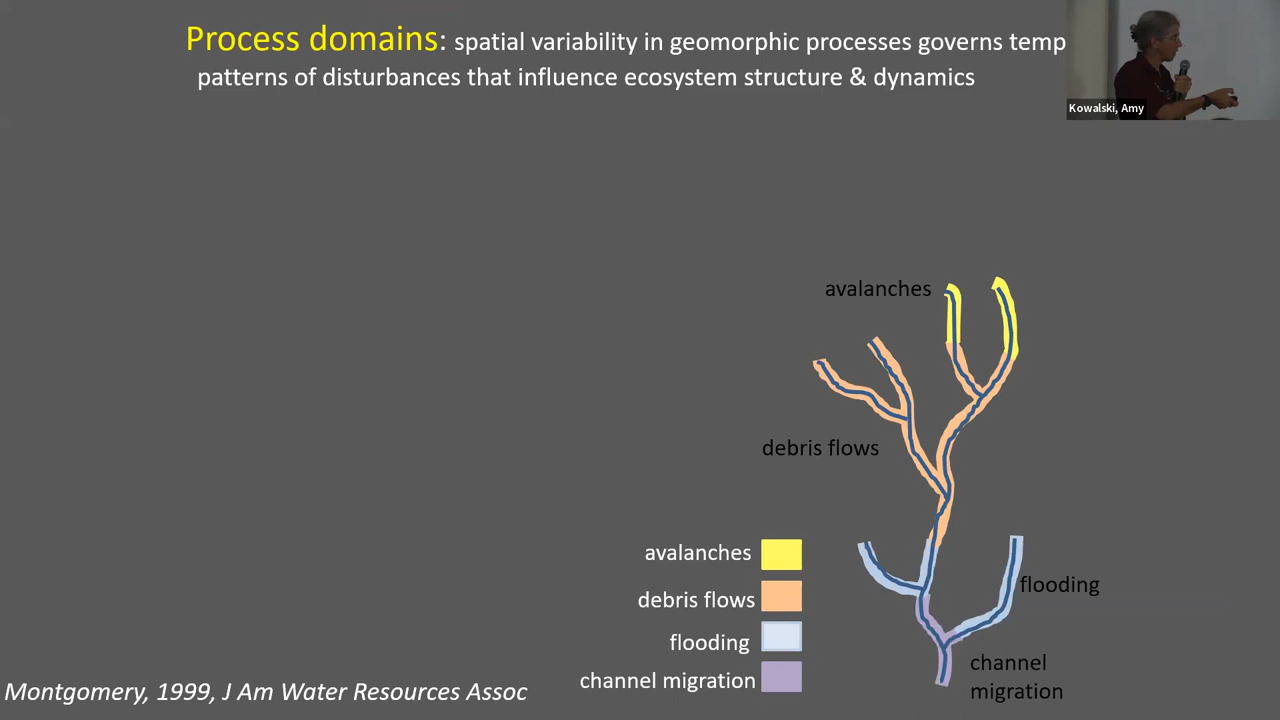 Process domains: spatial variability in geomorphic processes governs temp
patterns of disturbances that influence ecosystem structure & dynamics
Kowalski, Amy
avalanches
debris flows
avalanches
debris flows
flooding
flooding
channel migration
channel
migration
Montgomery, 1999, J Am Water Resources Assoc